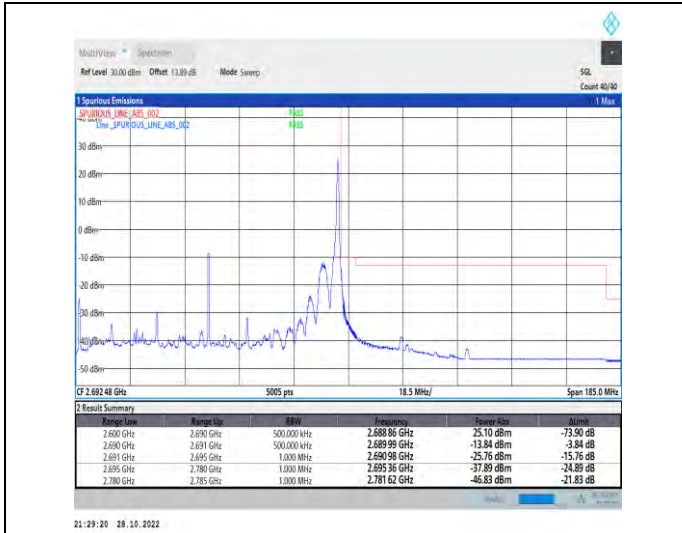 MultiView Spectrum
Ref Level 30.00 dBm Offset 13.89 dB Mode Sweep SGL
Count 40/40
1 Spurious Emissions 1 Max
_SPURIOUS_LINE_ABS_002 PASS
Line _SPURIOUS_LINE_ABS_002 PASS
30 dBm
20 dBm
10 dBm
0 dBm
-10 dBm
-20 dBm
-30 dBm
-40 dBm
-50 dBm
CF 2.692 48 GHz 5005 pts 18.5 MHz/ Span 185.0 MHz
2 Result Summary
Range Low Range Up RBW Frequency Power Abs ΔLimit
2.600 GHz 2.690 GHz 500.000 kHz 2.688 86 GHz 25.10 dBm -73.90 dB
2.690 GHz 2.691 GHz 500.000 kHz 2.689 99 GHz -13.84 dBm -3.84 dB
2.691 GHz 2.695 GHz 1.000 MHz 2.690 98 GHz -25.76 dBm -15.76 dB
2.695 GHz 2.780 GHz 1.000 MHz 2.695 36 GHz -37.89 dBm -24.89 dB
2.780 GHz 2.785 GHz 1.000 MHz 2.781 62 GHz -46.83 dBm -21.83 dB
21:29:20 28.10.2022